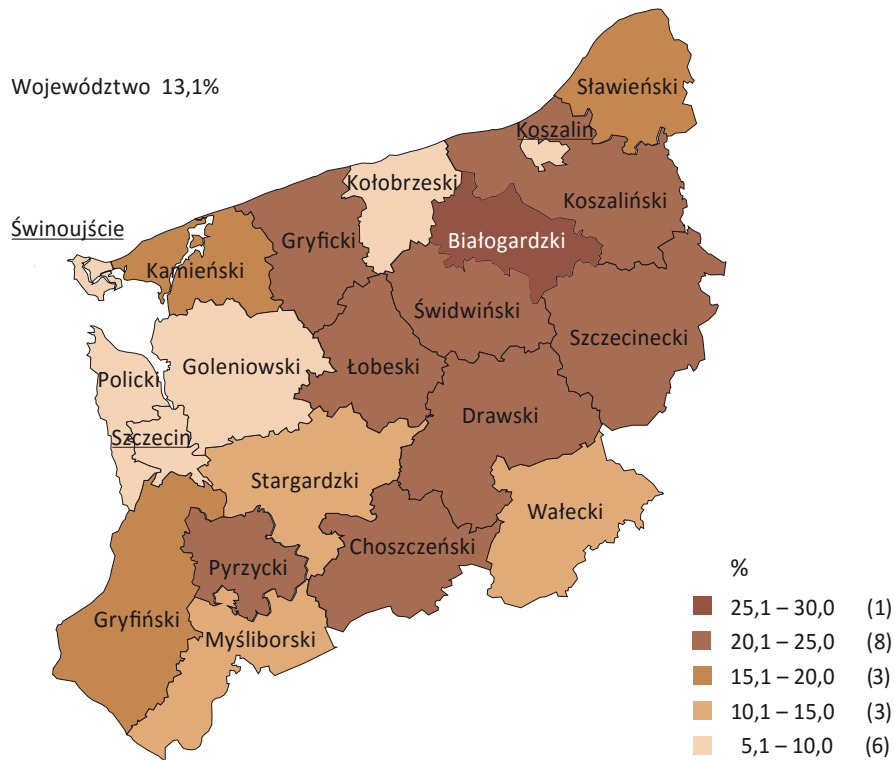 Województwo 13,1%
Sławieński
Koszalin
Kołobrzeski
Koszaliński
Świnoujście
Gryficki
Białogardzki
Kamieński
Świdwiński
Szczecinecki
Policki
Goleniowski
Łobeski
Drawski
Szczecin
Stargardzki
Wałecki
Choszczeński
Pyrzycki
Gryfiński
Myśliborski
%
25,1 – 30,0 (1)
20,1 – 25,0 (8)
15,1 – 20,0 (3)
10,1 – 15,0 (3)
5,1 – 10,0 (6)